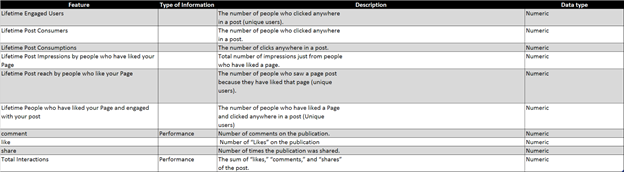 Feature Type of Information Description Data type
Lifetime Engaged Users The number of people who clicked anywhere Numeric
in a post (unique users).
Lifetime Post Consumers The number of people who clicked anywhere Numeric
in a post.
Lifetime Post Consumptions The number of clicks anywhere in a post. Numeric
Lifetime Post Impressions by people who have liked your Total number of impressions just from people Numeric
Page who have liked a page.
Lifetime Post reach by people who like your Page The number of people who saw a page post Numeric
because they have liked that page (unique
users).
Lifetime People who have liked your Page and engaged The number of people who have liked a Page Numeric
with your post and clicked anywhere in a post (Unique
users)
comment Performance Number of comments on the publication. Numeric
like Number of "Likes" on the publication Numeric
share Number of times the publication was shared. Numeric
Total Interactions Performance The sum of "likes," "comments," and "shares" Numeric
of the post.